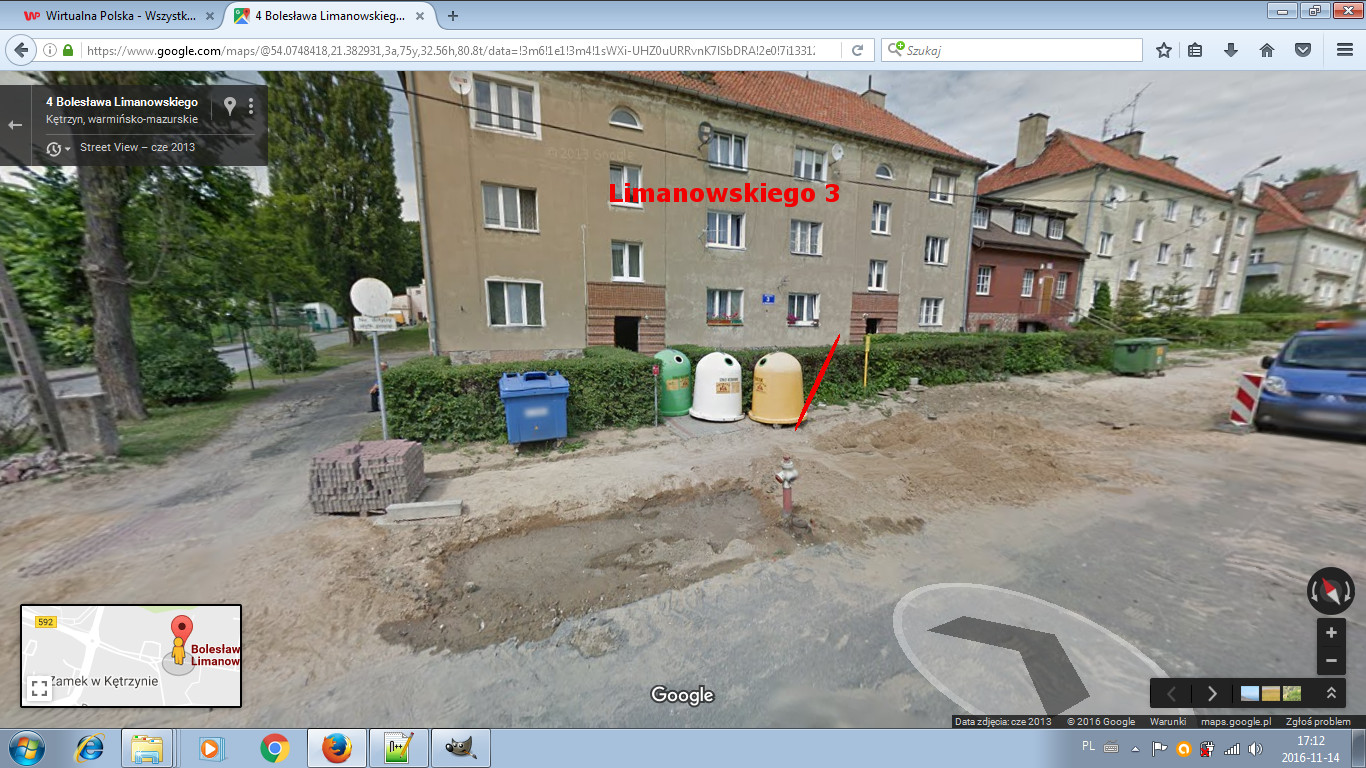 Wirtualna Polska - Wszystk...
4 Bolesława Limanowskieg...
https://www.google.com/maps/@54.0748418,21.382931,3a,75y,32.56h,80.8t/data=!3m6!1e1!3m4!1sWXi-UHZ0uURRvnK7SbDRA!2e0!7i1331
Szukaj
4 Bolesława Limanowskiego
Kętrzyn, warmińsko-mazurskie
Street View – cze 2013
Limanowskiego 3
3
592
Bolesław
Limanow
Zamek w Kętrzynie
Google
Data zdjęcia: cze 2013
© 2016 Google
Warunki
maps.google.pl
Zgłoś problem
PL
17:12
2016-11-14